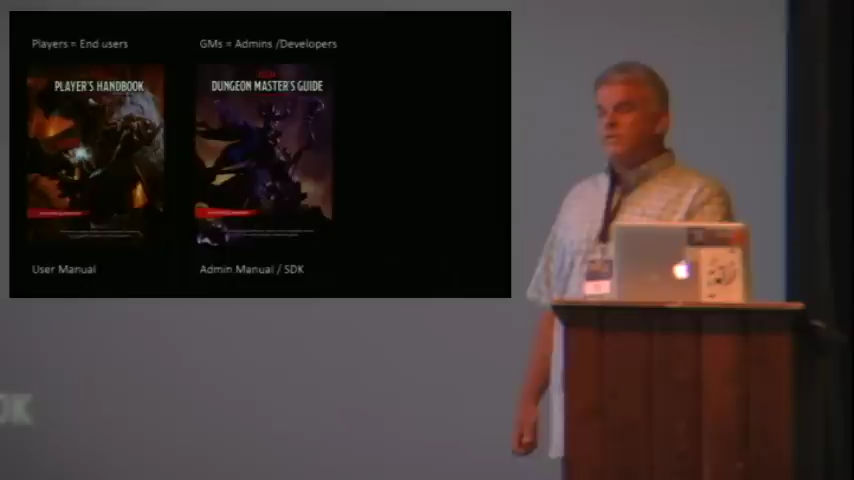 Players = End users
GMs = Admins /Developers
PLAYER'S HANDBOOK
DUNGEON MASTER'S GUIDE
User Manual
Admin Manual / SDK